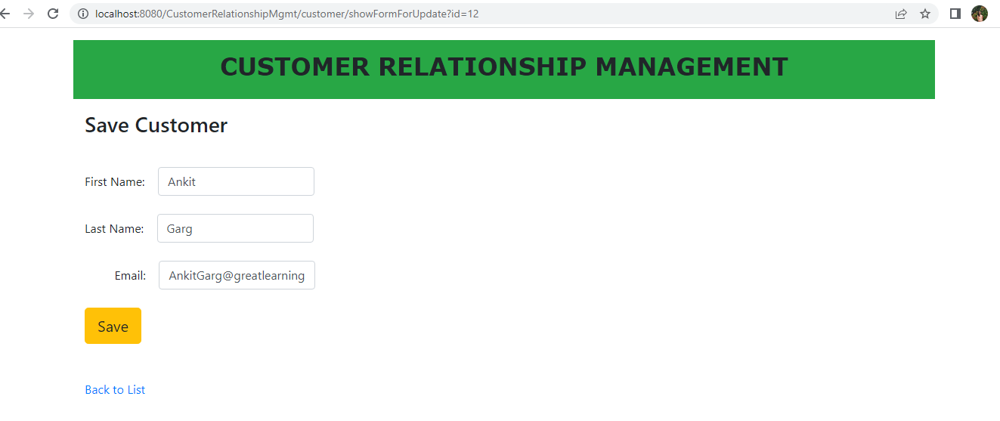 localhost:8080/CustomerRelationshipMgmt/customer/showFormForUpdate?id=12
CUSTOMER RELATIONSHIP MANAGEMENT
Save Customer
First Name: Ankit
Last Name: Garg
Email: AnkitGarg@greatlearning
Save
Back to List